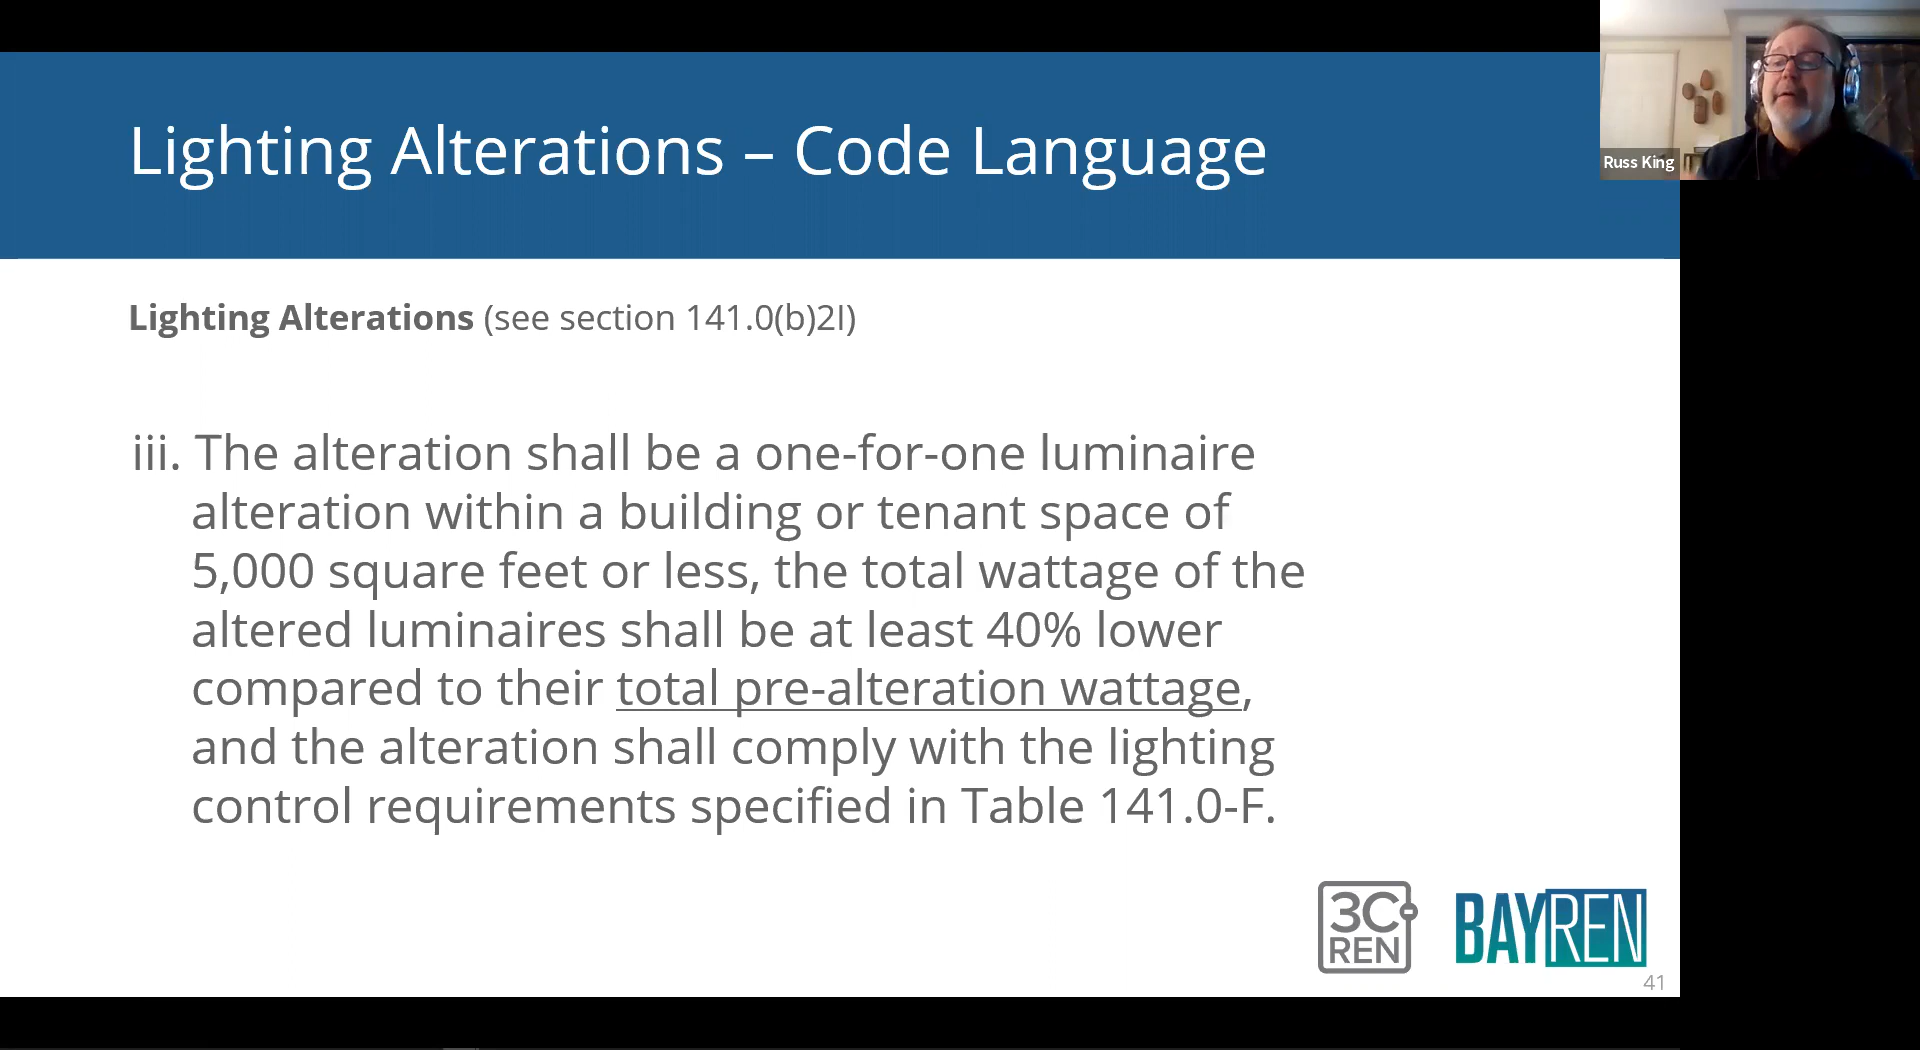 Lighting Alterations – Code Language
Russ King
Lighting Alterations (see section 141.0(b)2I)
iii. The alteration shall be a one-for-one luminaire
alteration within a building or tenant space of
5,000 square feet or less, the total wattage of the
altered luminaires shall be at least 40% lower
compared to their total pre-alteration wattage,
and the alteration shall comply with the lighting
control requirements specified in Table 141.0-F.
3C
REN
BAYREN
41